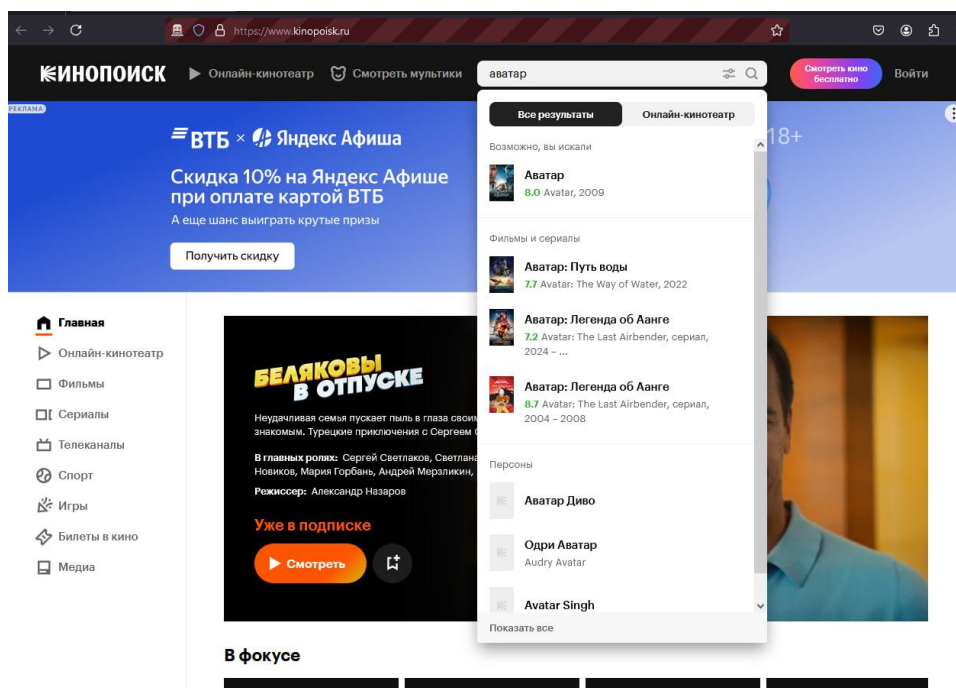 https://www.kinopoisk.ru
КИНОПОИСК
Онлайн-кинотеатр
Смотреть мультики
аватар
Смотреть кино
бесплатно
Войти
РЕКЛАМА
ВТБ × Яндекс Афиша
18+
Скидка 10% на Яндекс Афише
при оплате картой ВТБ
А еще шанс выиграть крутые призы
Получить скидку
Все результаты
Онлайн-кинотеатр
Возможно, вы искали
Аватар
8.0 Avatar, 2009
Фильмы и сериалы
Аватар: Путь воды
7.7 Avatar: The Way of Water, 2022
Аватар: Легенда об Аанге
7.2 Avatar: The Last Airbender, сериал,
2024 – ...
Аватар: Легенда об Аанге
8.7 Avatar: The Last Airbender, сериал,
2004 – 2008
Персоны
Аватар Диво
Одри Аватар
Audry Avatar
Avatar Singh
Показать все
Главная
Онлайн-кинотеатр
Фильмы
Сериалы
Телеканалы
Спорт
Игры
Билеты в кино
Медиа
БЕЛЯКОВЫ
В ОТПУСКЕ
Неудачливая семья пускает пыль в глаза
знакомым. Турецкие приключения с Сергеем
В главных ролях: Сергей Светлаков,
Новиков, Мария Горбань, Андрей Мерзликин,
Режиссер: Александр Назаров
Уже в подписке
Смотреть
В фокусе